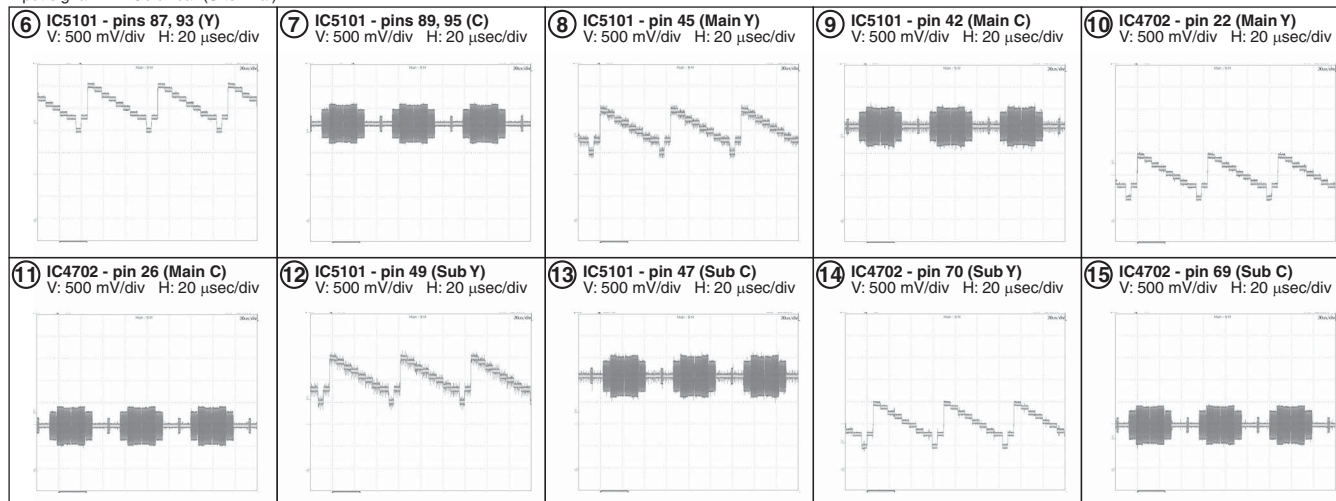 ⑥ IC5101 - pins 87, 93 (Y)
V: 500 mV/div H: 20 µsec/div
⑦ IC5101 - pins 89, 95 (C)
V: 500 mV/div H: 20 µsec/div
⑧ IC5101 - pin 45 (Main Y)
V: 500 mV/div H: 20 µsec/div
⑨ IC5101 - pin 42 (Main C)
V: 500 mV/div H: 20 µsec/div
⑩ IC4702 - pin 22 (Main Y)
V: 500 mV/div H: 20 µsec/div
⑪ IC4702 - pin 26 (Main C)
V: 500 mV/div H: 20 µsec/div
⑫ IC5101 - pin 49 (Sub Y)
V: 500 mV/div H: 20 µsec/div
⑬ IC5101 - pin 47 (Sub C)
V: 500 mV/div H: 20 µsec/div
⑭ IC4702 - pin 70 (Sub Y)
V: 500 mV/div H: 20 µsec/div
⑮ IC4702 - pin 69 (Sub C)
V: 500 mV/div H: 20 µsec/div